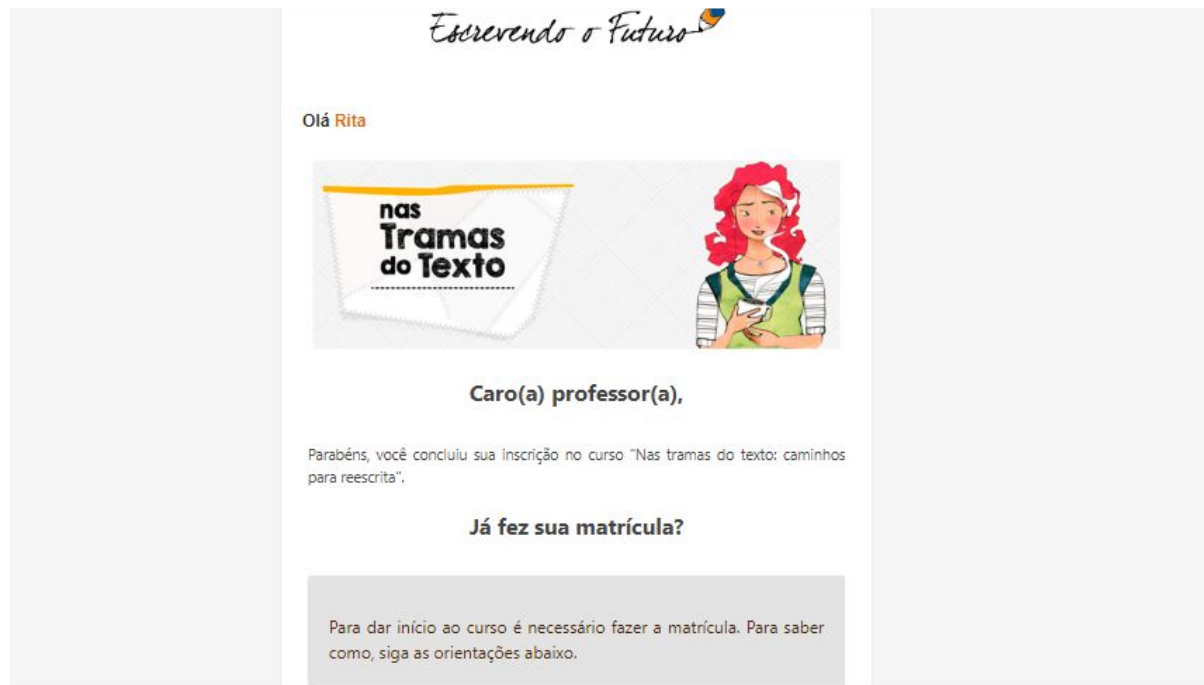 Escrevendo o Futuro
Olá Rita
nas
Tramas
do Texto
Caro(a) professor(a),
Parabéns, você concluiu sua inscrição no curso "Nas tramas do texto: caminhos
para reescrita".
Já fez sua matrícula?
Para dar início ao curso é necessário fazer a matrícula. Para saber
como, siga as orientações abaixo.